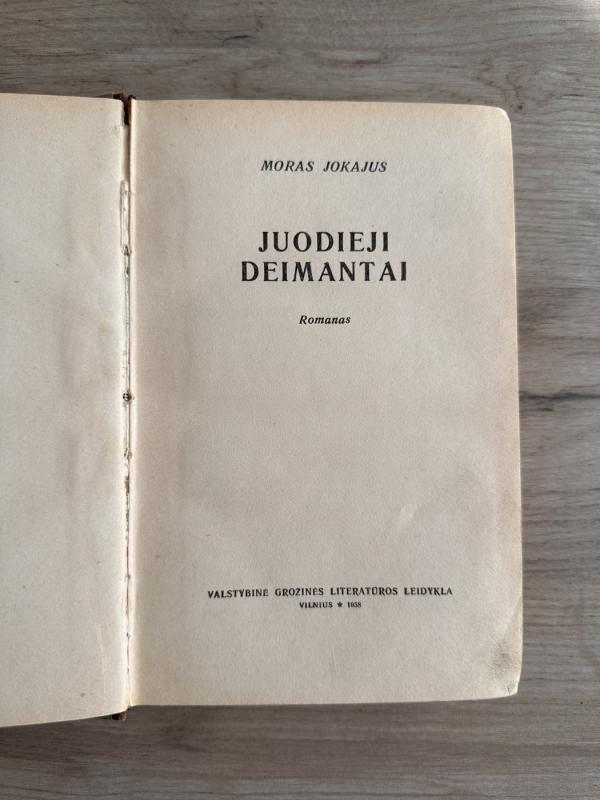 MORAS JOKAJUS
JUODIEJI
DEIMANTAI
Romanas
VALSTYBINĖ GROŽINĖS LITERATŪROS LEIDYKLA
VILNIUS * 1958